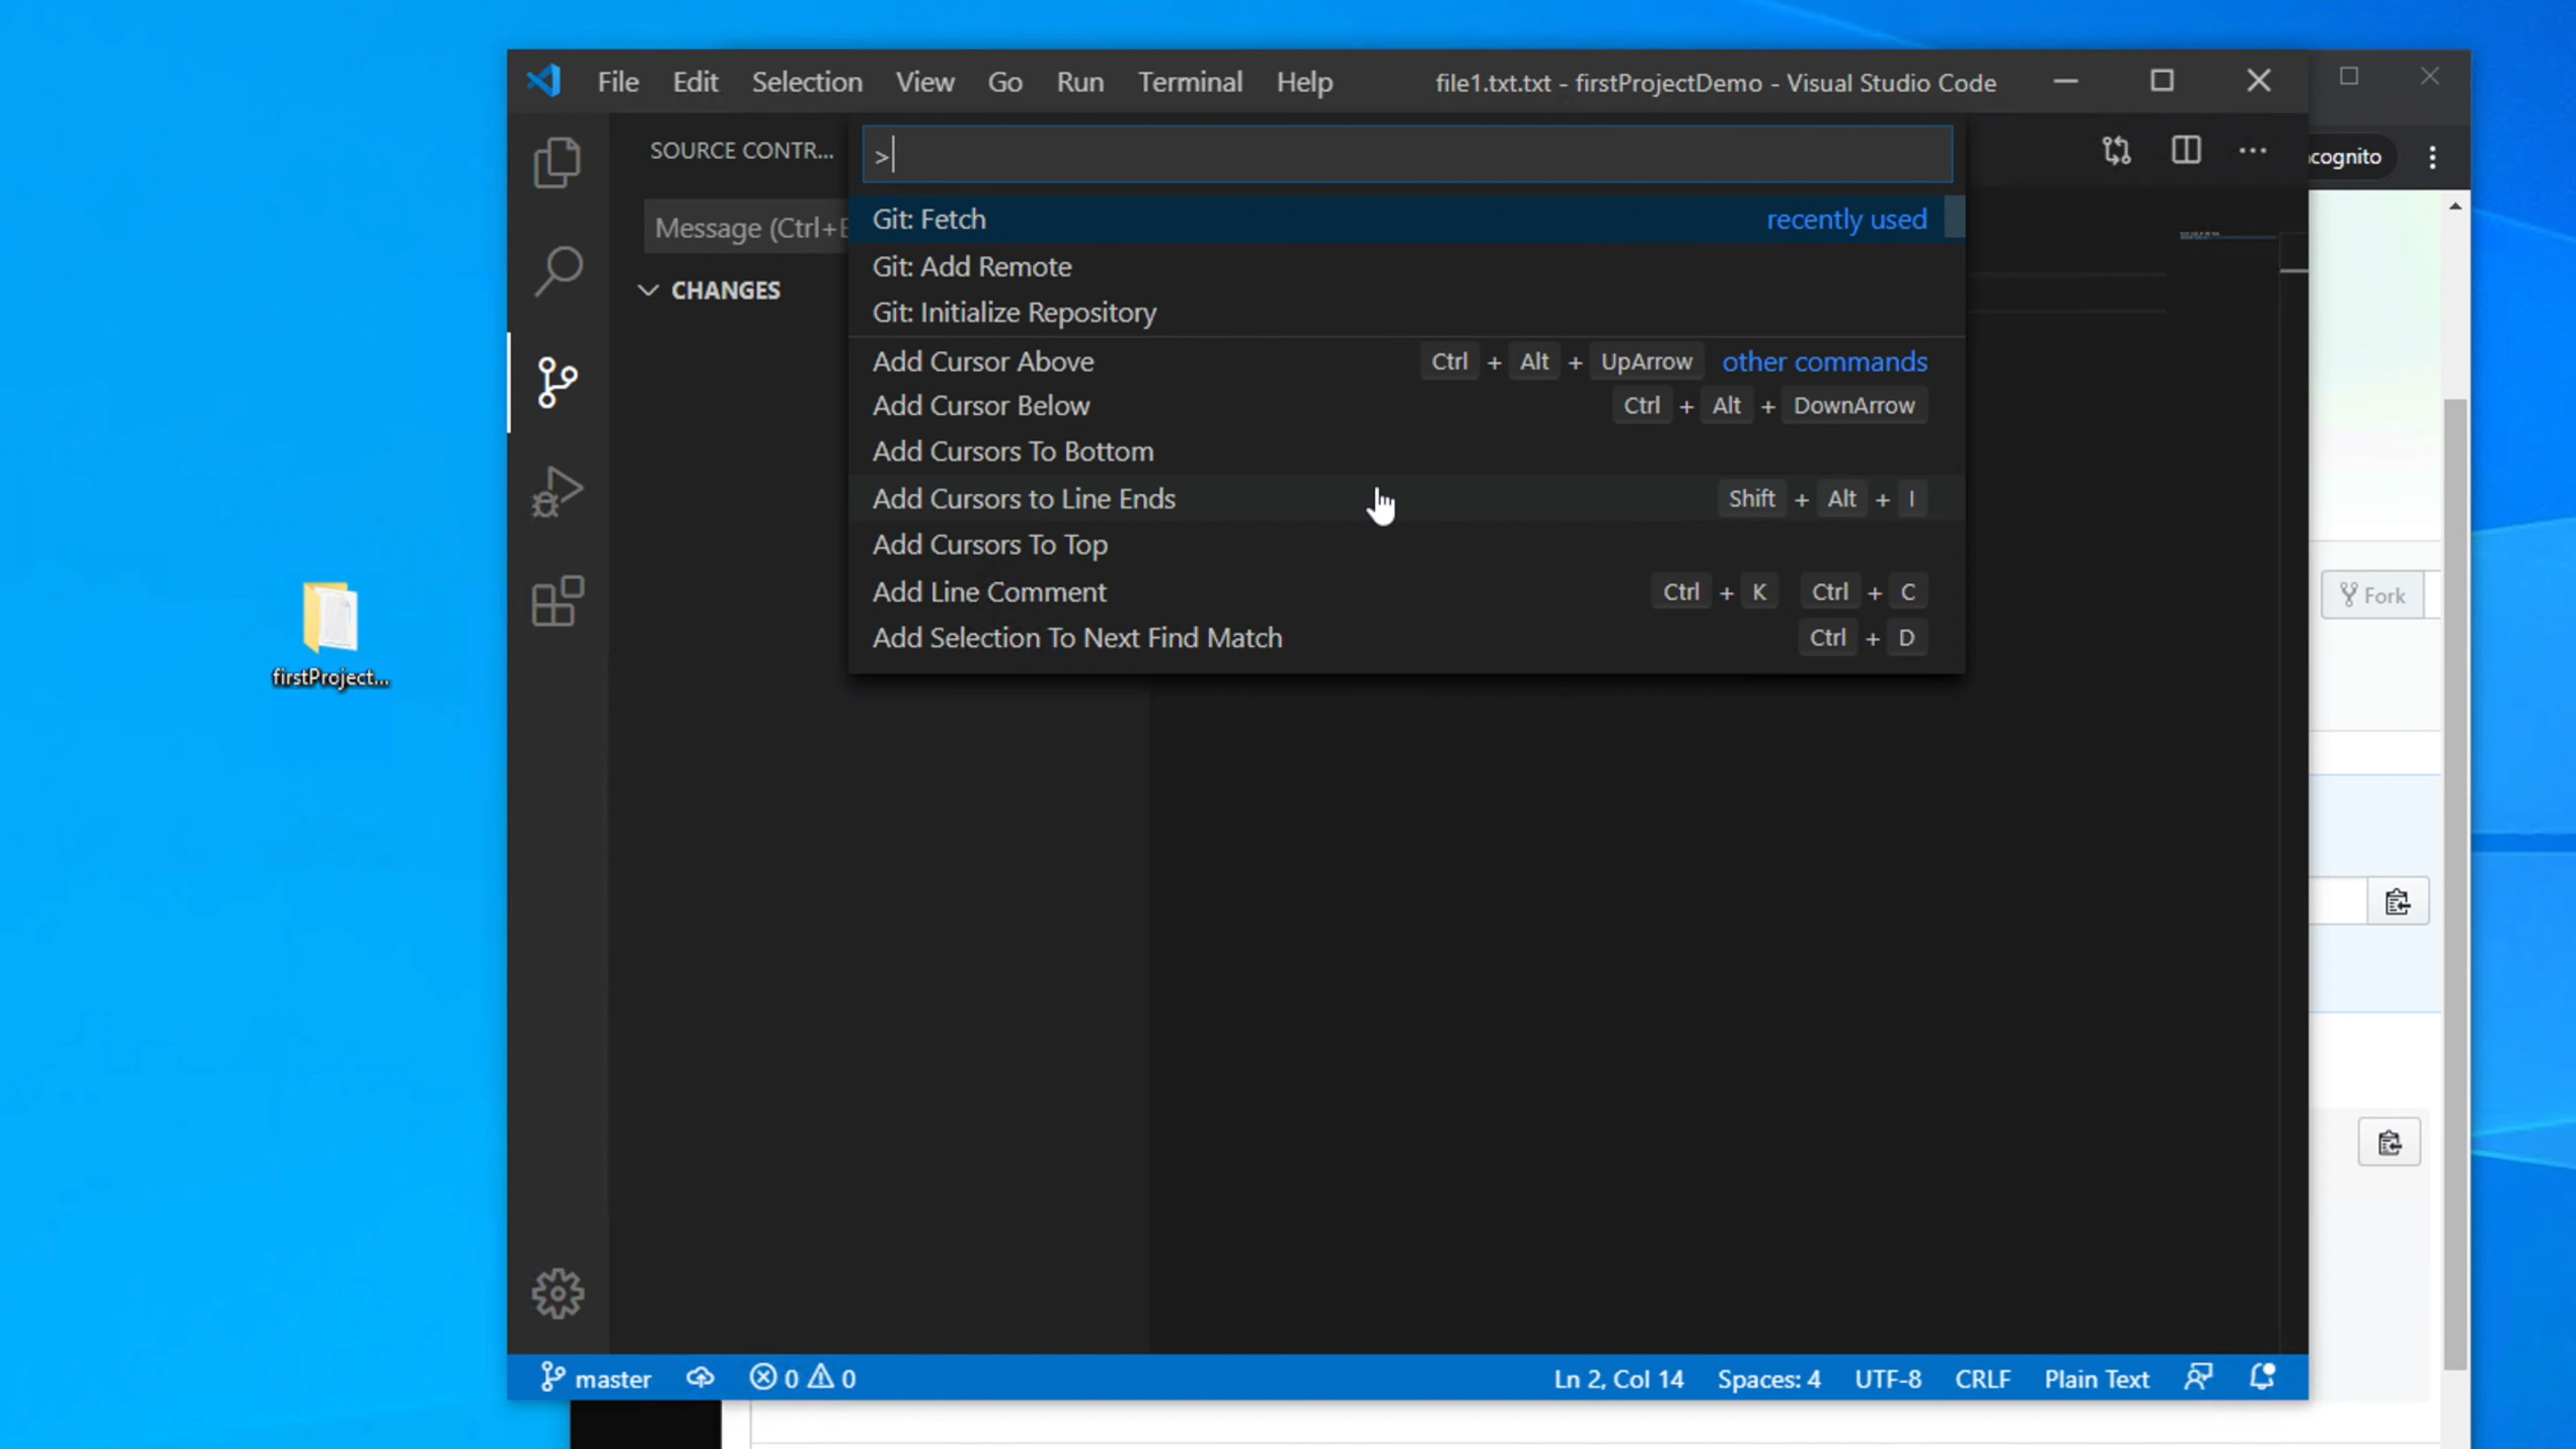 File Edit Selection View Go Run Terminal Help file1.txt.txt - firstProjectDemo - Visual Studio Code
cognito
SOURCE CONTR...
>
Message (Ctrl+E
CHANGES
Git: Fetch recently used
Git: Add Remote
Git: Initialize Repository
Add Cursor Above Ctrl + Alt + UpArrow other commands
Add Cursor Below Ctrl + Alt + DownArrow
Add Cursors To Bottom
Add Cursors to Line Ends Shift + Alt + I
Add Cursors To Top
Add Line Comment Ctrl + K Ctrl + C
Add Selection To Next Find Match Ctrl + D
Fork
firstProject...
master 0 0 Ln 2, Col 14 Spaces: 4 UTF-8 CRLF Plain Text